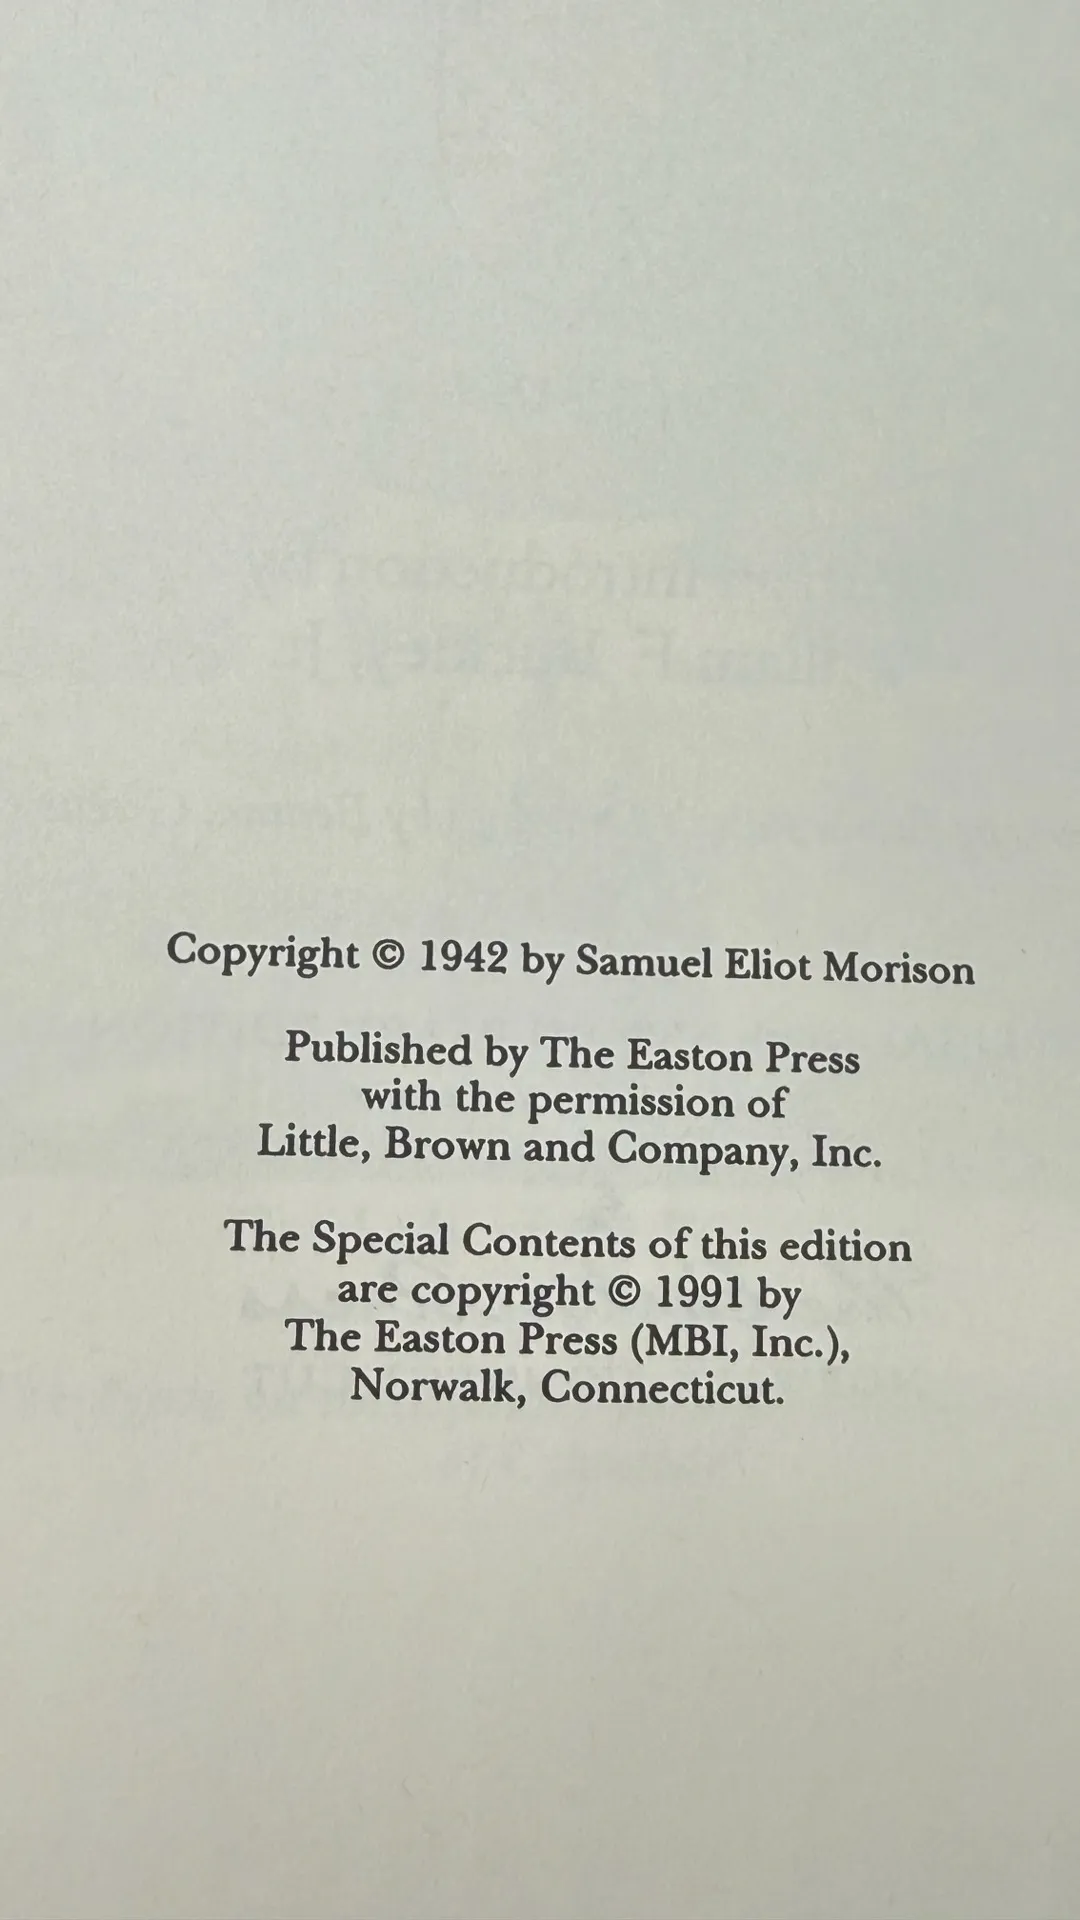 Copyright © 1942 by Samuel Eliot Morison
Published by The Easton Press
with the permission of
Little, Brown and Company, Inc.
The Special Contents of this edition
are copyright © 1991 by
The Easton Press (MBI, Inc.),
Norwalk, Connecticut.